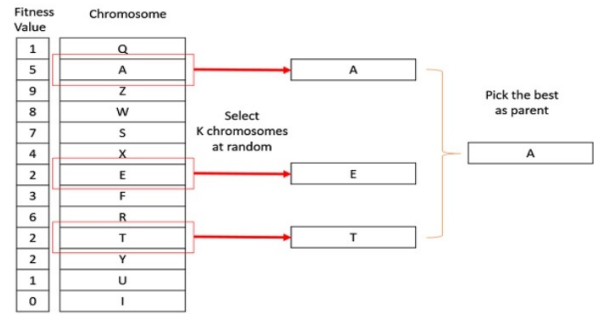 Fitness
Value
Chromosome
1 Q
5 A
9 Z
8 W
7 S
4 X
2 E
3 F
6 R
2 T
2 Y
1 U
0 I
Select
K chromosomes
at random
A
E
T
Pick the best
as parent
A